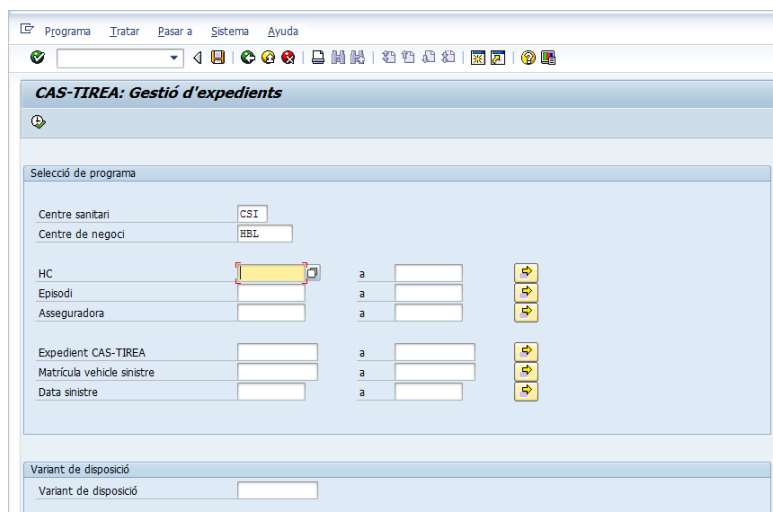 Programa Tratar Pasar a Sistema Ayuda
CAS-TIREA: Gestió d'expedients
Selecció de programa
Centre sanitari CSI
Centre de negoci HBL
HC a
Episodi a
Asseguradora a
Expedient CAS-TIREA a
Matrícula vehicle sinistre a
Data sinistre a
Variant de disposició
Variant de disposició